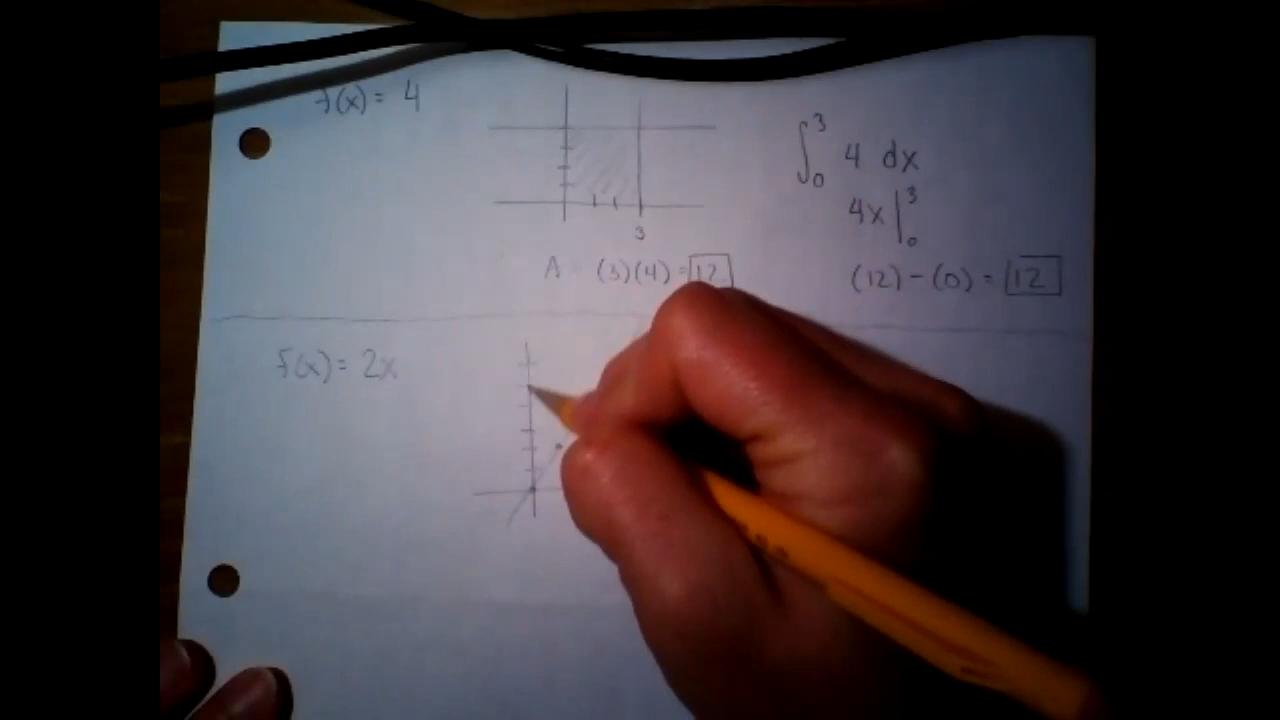 f(x) = 4
∫₀³ 4 dx
4x |₀³
3
A = (3)(4) = 12
(12) - (0) = 12
f(x) = 2x